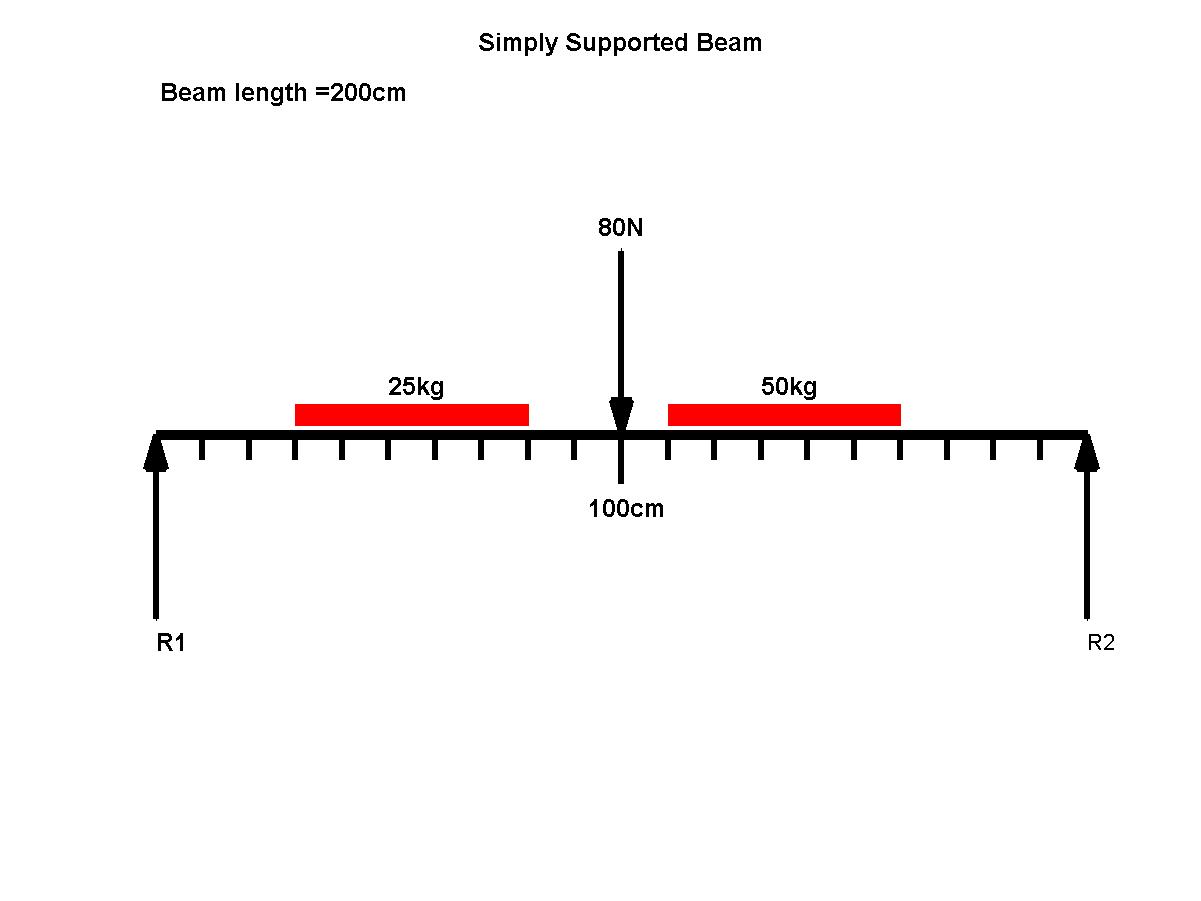 Simply Supported Beam
Beam length =200cm
80N
25kg
50kg
100cm
R1
R2